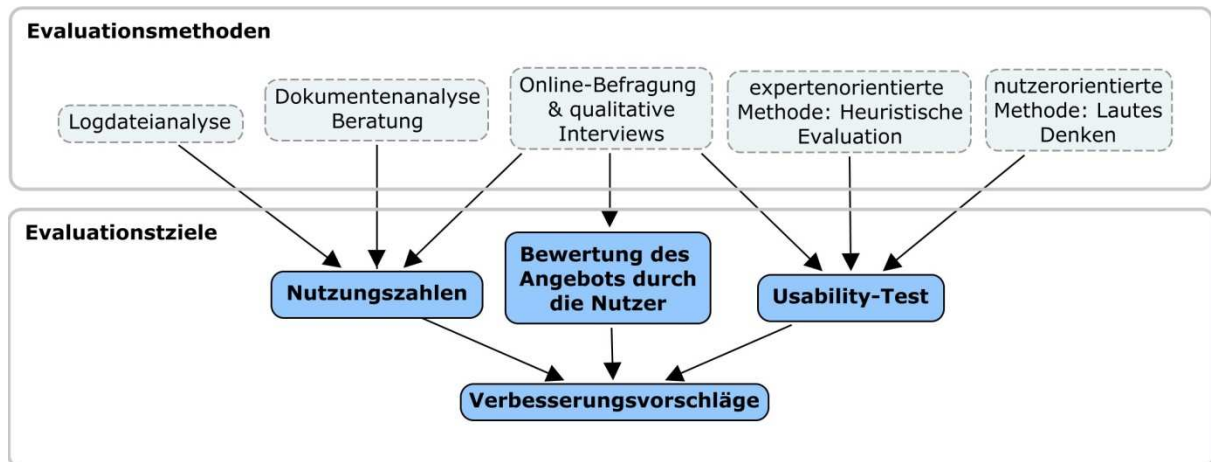 Evaluationsmethoden
Logdateianalyse
Dokumentenanalyse
Beratung
Online-Befragung
& qualitative
Interviews
expertenorientierte
Methode: Heuristische
Evaluation
nutzerorientierte
Methode: Lautes
Denken
Evaluationstziele
Nutzungszahlen
Bewertung des
Angebots durch
die Nutzer
Usability-Test
Verbesserungsvorschläge